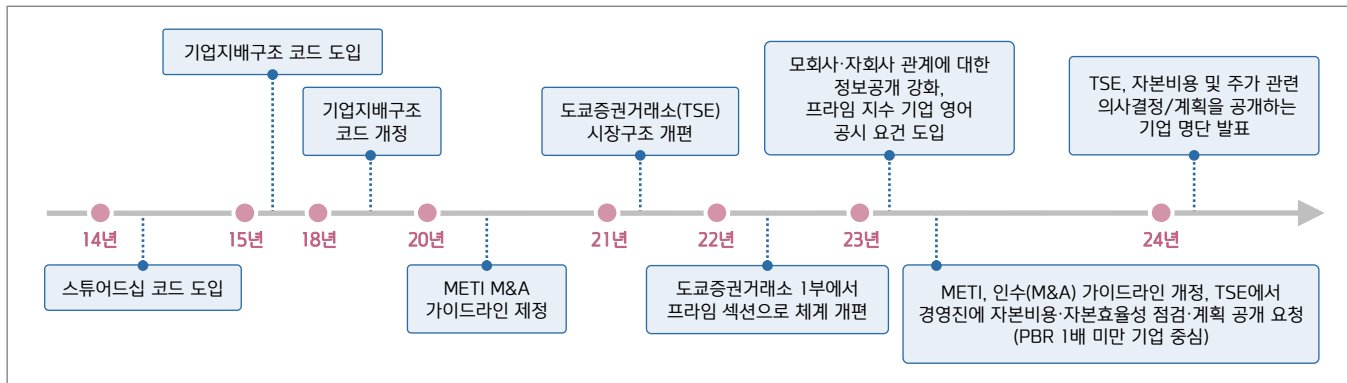 기업지배구조 코드 도입
기업지배구조
코드 개정
도쿄증권거래소(TSE)
시장구조 개편
모회사·자회사 관계에 대한
정보공개 강화,
프라임 지수 기업 영어
공시 요건 도입
TSE, 자본비용 및 주가 관련
의사결정/계획을 공개하는
기업 명단 발표
14년
15년
18년
20년
21년
22년
23년
24년
스튜어드십 코드 도입
METI M&A
가이드라인 제정
도쿄증권거래소 1부에서
프라임 섹션으로 체계 개편
METI, 인수(M&A) 가이드라인 개정, TSE에서
경영진에 자본비용·자본효율성 점검·계획 공개 요청
(PBR 1배 미만 기업 중심)